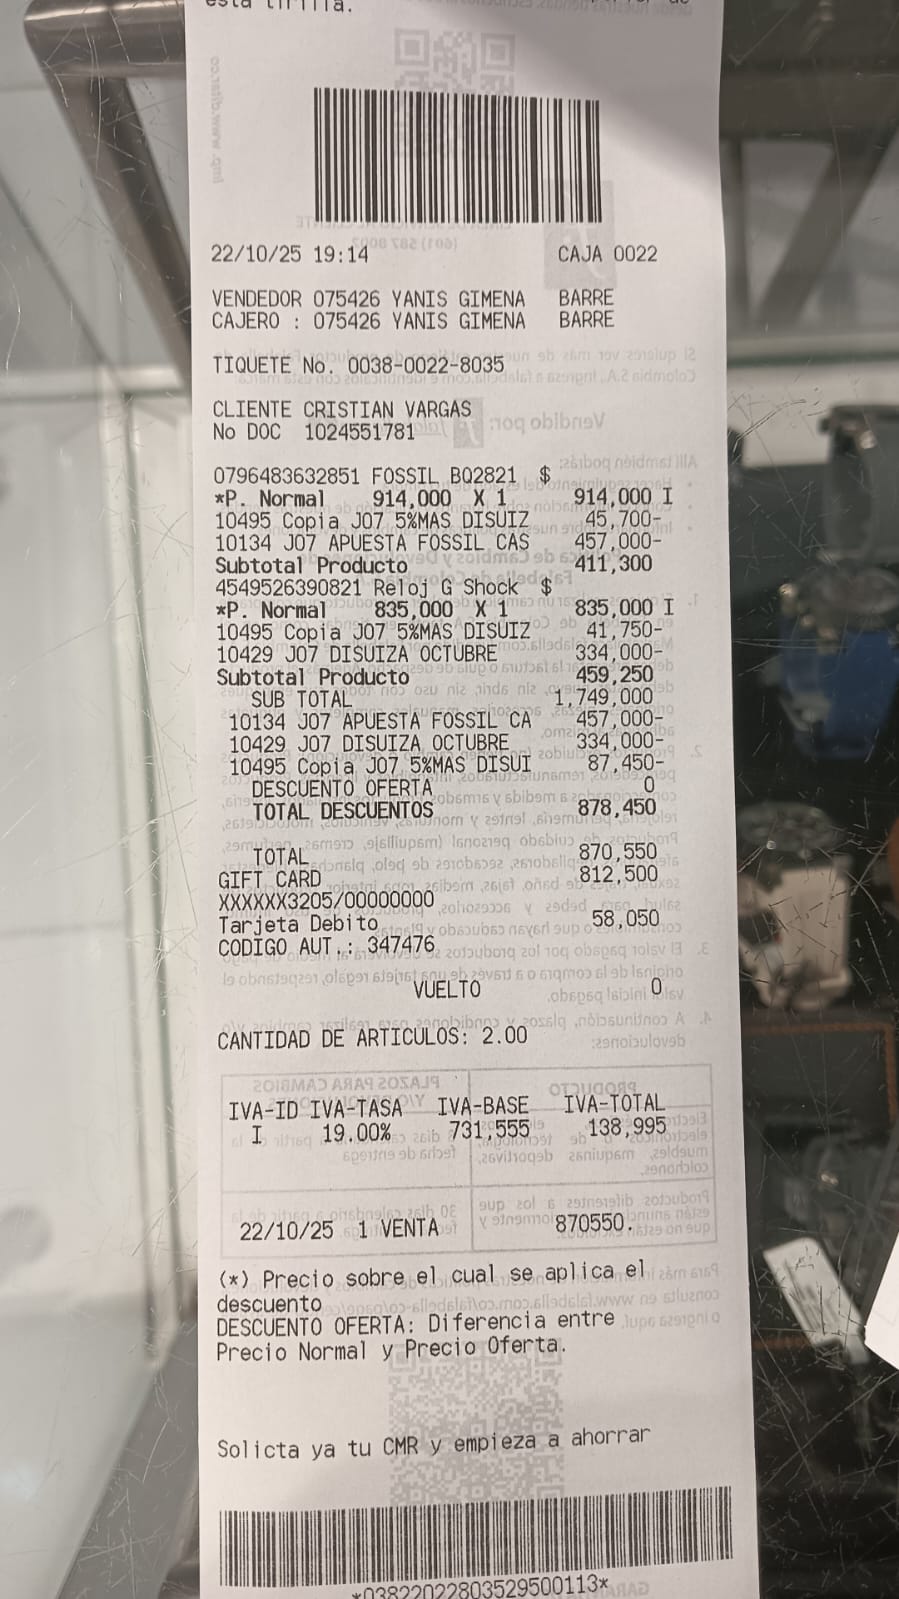 esta tirilla.
22/10/25 19:14 CAJA 0022
VENDEDOR 075426 YANIS GIMENA BARRE
CAJERO : 075426 YANIS GIMENA BARRE
TIQUETE No. 0038-0022-8035
CLIENTE CRISTIAN VARGAS
No DOC 1024551781
0796483632851 FOSSIL BQ2821 $
*P. Normal 914,000 X 1 914,000 I
10495 Copia J07 5%MAS DISUIZ 45,700-
10134 J07 APUESTA FOSSIL CAS 457,000-
Subtotal Producto 411,300
4549526390821 Reloj G Shock $
*P. Normal 835,000 X 1 835,000 I
10495 Copia J07 5%MAS DISUIZ 41,750-
10429 J07 DISUIZA OCTUBRE 334,000-
Subtotal Producto 459,250
SUB TOTAL 1,749,000
10134 J07 APUESTA FOSSIL CA 457,000-
10429 J07 DISUIZA OCTUBRE 334,000-
10495 Copia J07 5%MAS DISUI 87,450-
DESCUENTO OFERTA 0
TOTAL DESCUENTOS 878,450
TOTAL 870,550
GIFT CARD 812,500
XXXXXX3205/00000000
Tarjeta Debito 58,050
CODIGO AUT.: 347476
VUELTO 0
CANTIDAD DE ARTICULOS: 2.00
IVA-ID IVA-TASA IVA-BASE IVA-TOTAL
I 19.00% 731,555 138,995
22/10/25 1 VENTA 870550.
(*) Precio sobre el cual se aplica el
descuento
DESCUENTO OFERTA: Diferencia entre
Precio Normal y Precio Oferta.
Solicta ya tu CMR y empieza a ahorrar
*03822022803529500113*